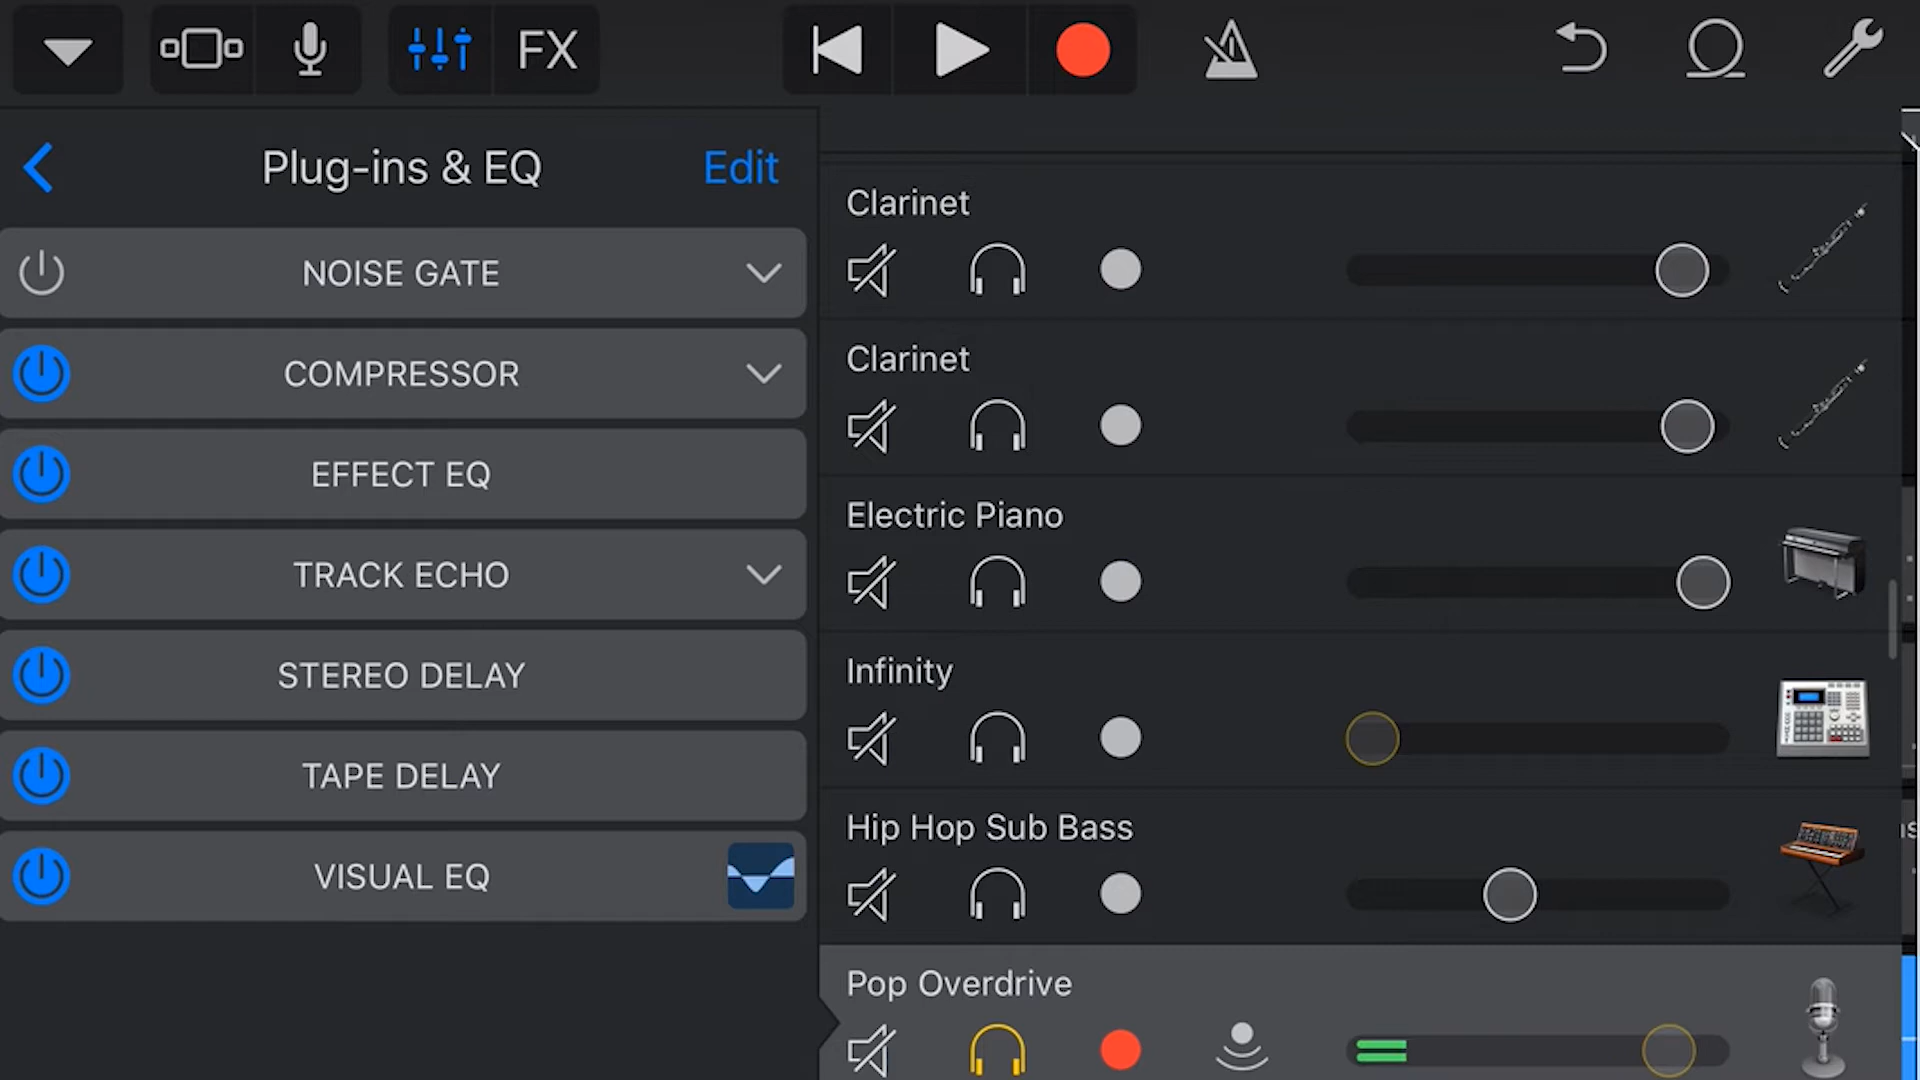 FX
Plug-ins & EQ
Edit
NOISE GATE
COMPRESSOR
EFFECT EQ
TRACK ECHO
STEREO DELAY
TAPE DELAY
VISUAL EQ
Clarinet
Clarinet
Electric Piano
Infinity
Hip Hop Sub Bass
Pop Overdrive